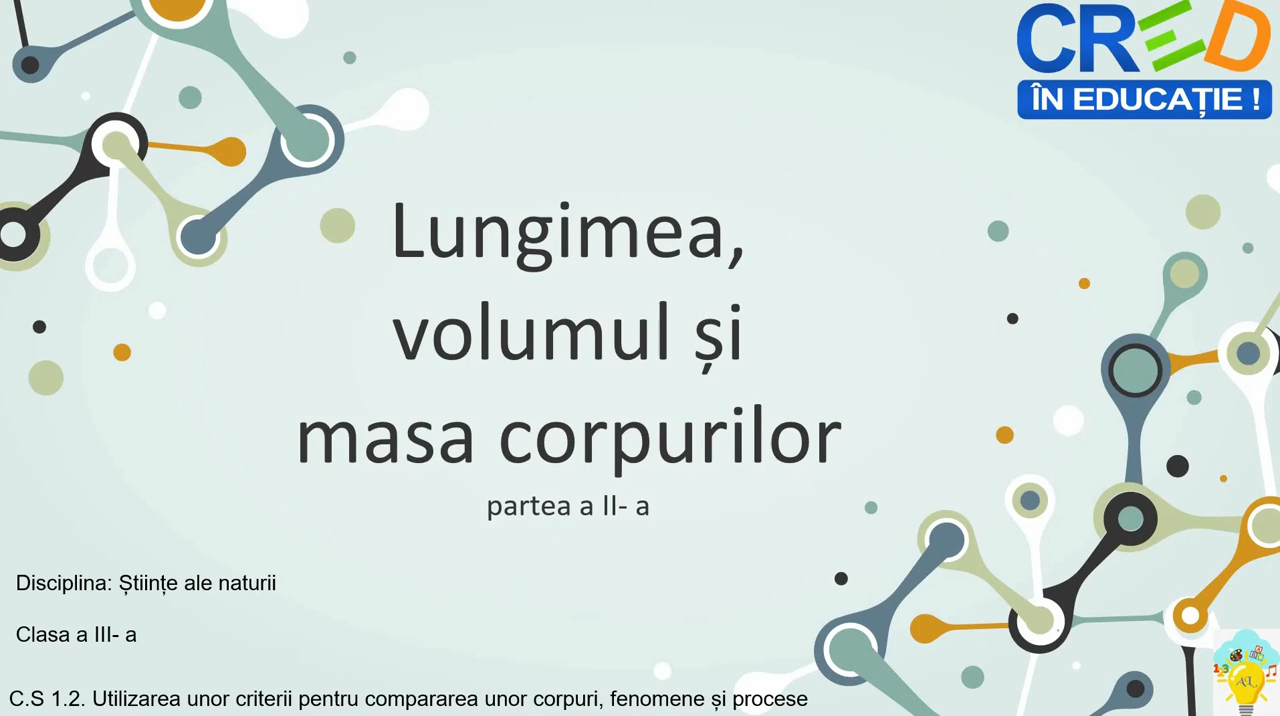 CRED
ÎN EDUCAȚIE !
Lungimea,
volumul și
masa corpurilor
partea a II- a
Disciplina: Științe ale naturii
Clasa a III- a
C.S 1.2. Utilizarea unor criterii pentru compararea unor corpuri, fenomene și procese